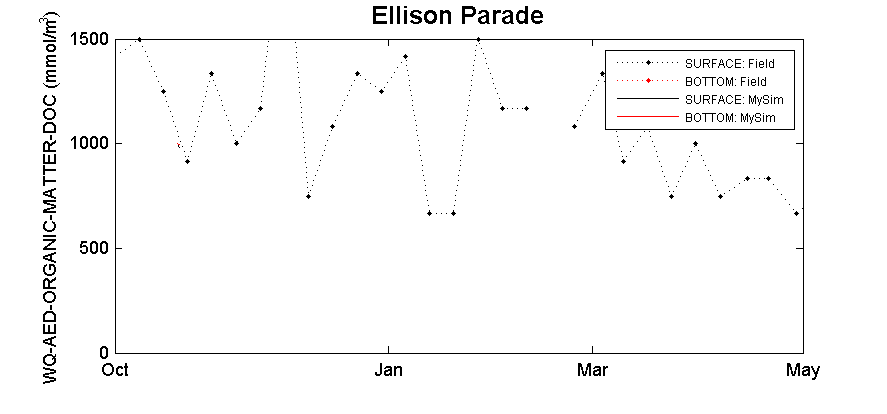 Ellison Parade
WQ-AED-ORGANIC-MATTER-DOC (mmol/m³)
1500
1000
500
0
Oct
Jan
Mar
May
SURFACE: Field
BOTTOM: Field
SURFACE: MySim
BOTTOM: MySim